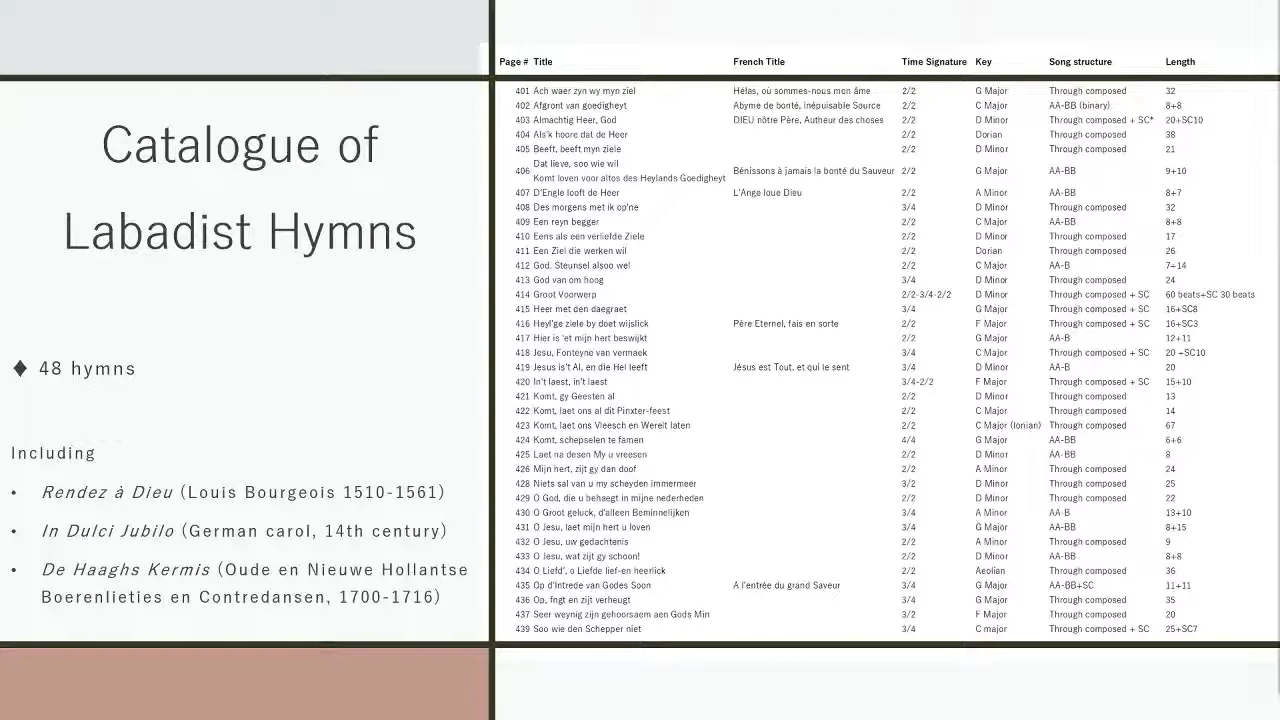 Catalogue of
Labadist Hymns
♦ 48 hymns
Including
• Rendez à Dieu (Louis Bourgeois 1510-1561)
• In Dulci Jubilo (German carol, 14th century)
• De Haaghs Kermis (Oude en Nieuwe Hollantse
Boerenlieties en Contredansen, 1700-1716)
Page # Title French Title Time Signature Key Song structure Length
401 Ach waer zyn wy myn ziel Hélas, où sommes-nous mon âme 2/2 G Major Through composed 32
402 Afgront van goedigheyt Abyme de bonté, inépuisable Source 2/2 C Major AA-BB (binary) 8+8
403 Almachtig Heer, God DIEU nôtre Père, Autheur des choses 2/2 D Minor Through composed + SC* 20+SC10
404 Als'k hoore dat de Heer 2/2 Dorian Through composed 38
405 Beeft, beeft myn ziele 2/2 D Minor Through composed 21
Dat lieve, soo wie wil
406 Komt loven voor altos des Heylands Goedigheyt Bénissons à jamais la bonté du Sauveur 2/2 G Major AA-BB 9+10
407 D'Engle looft de Heer L'Ange loue Dieu 2/2 A Minor AA-BB 8+7
408 Des morgens met ik op'ne 3/4 D Minor Through composed 32
409 Een reyn begger 2/2 C Major AA-BB 8+8
410 Eens als een verliefde Ziele 2/2 D Minor Through composed 17
411 Een Ziel die werken wil 2/2 Dorian Through composed 26
412 God, Steunsel alsoo wel 2/2 C Major AA-B 7+14
413 God van om hoog 3/4 D Minor Through composed 24
414 Groot Voorwerp 2/2-3/4-2/2 D Minor Through composed + SC 60 beats+SC 30 beats
415 Heer met den daegraet 3/4 G Major Through composed + SC 16+SC8
416 Heyl'ge ziele by doet wijslick Père Eternel, fais en sorte 2/2 F Major Through composed + SC 16+SC3
417 Hier is 'et mijn hert beswijkt 2/2 G Major AA-B 12+11
418 Jesu, Fonteyne van vermaek 3/4 C Major Through composed + SC 20 +SC10
419 Jesus is't Al, en die Hel leeft Jésus est Tout, et qui le sent 3/4 D Minor AA-B 20
420 In't laest, in't laest 3/4-2/2 F Major Through composed + SC 15+10
421 Komt, gy Geesten al 2/2 D Minor Through composed 13
422 Komt, laet ons al dit Pinxter-feest 2/2 C Major Through composed 14
423 Komt, laet ons Vleesch en Werelt laten 2/2 C Major (Ionian) Through composed 67
424 Komt, schepselen te famen 4/4 G Major AA-BB 6+6
425 Laet na desen My u vreesen 2/2 D Minor AA-BB 8
426 Mijn hert, zijt gy dan doof 2/2 A Minor Through composed 24
428 Niets sal van u my scheyden immermeer 3/2 D Minor Through composed 25
429 O God, die u behaegt in mijne nederheden 2/2 D Minor Through composed 22
430 O Groot geluck, d'alleen Beminnelijken 3/4 A Minor AA-B 13+10
431 O Jesu, laet mijn hert u loven 3/4 G Major AA-BB 8+15
432 O Jesu, uw gedachtenis 2/2 A Minor Through composed 9
433 O Jesu, wat zijt gy schoon! 2/2 D Minor AA-BB 8+8
434 O Liefd', o Liefde lief-en heerlick 2/2 Aeolian Through composed 36
435 Op d'Intrede van Godes Soon A l'entrée du grand Saveur 3/4 G Major AA-BB+SC 11+11
436 Op, fngt en zijt verheugt 3/4 G Major Through composed 35
437 Seer weynig zijn gehoorsaem aen Gods Min 3/2 F Major Through composed 20
439 Soo wie den Schepper niet 3/4 C major Through composed + SC 25+SC7